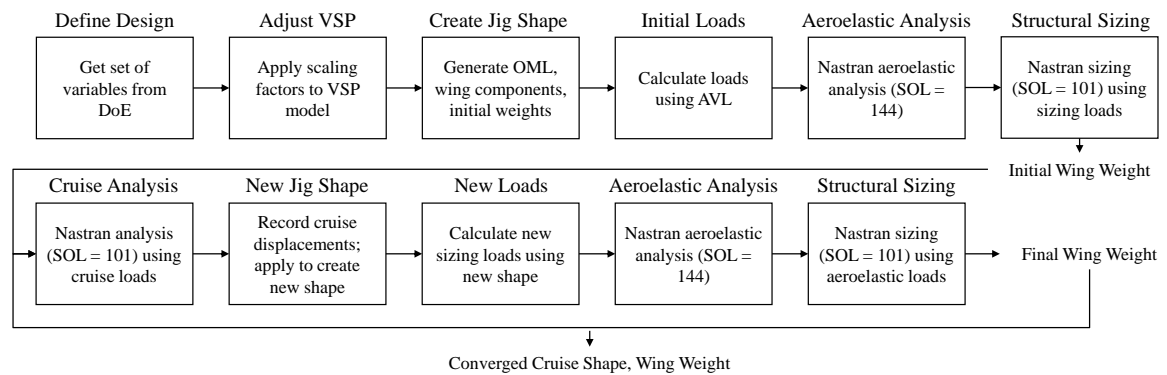 Define Design
Get set of
variables from
DoE
Adjust VSP
Apply scaling
factors to VSP
model
Create Jig Shape
Generate OML,
wing components,
initial weights
Initial Loads
Calculate loads
using AVL
Aeroelastic Analysis
Nastran aeroelastic
analysis (SOL =
144)
Structural Sizing
Nastran sizing
(SOL = 101) using
sizing loads
Initial Wing Weight
Cruise Analysis
Nastran analysis
(SOL = 101) using
cruise loads
New Jig Shape
Record cruise
displacements;
apply to create
new shape
New Loads
Calculate new
sizing loads using
new shape
Aeroelastic Analysis
Nastran aeroelastic
analysis (SOL =
144)
Structural Sizing
Nastran sizing
(SOL = 101) using
aeroelastic loads
Final Wing Weight
Converged Cruise Shape, Wing Weight